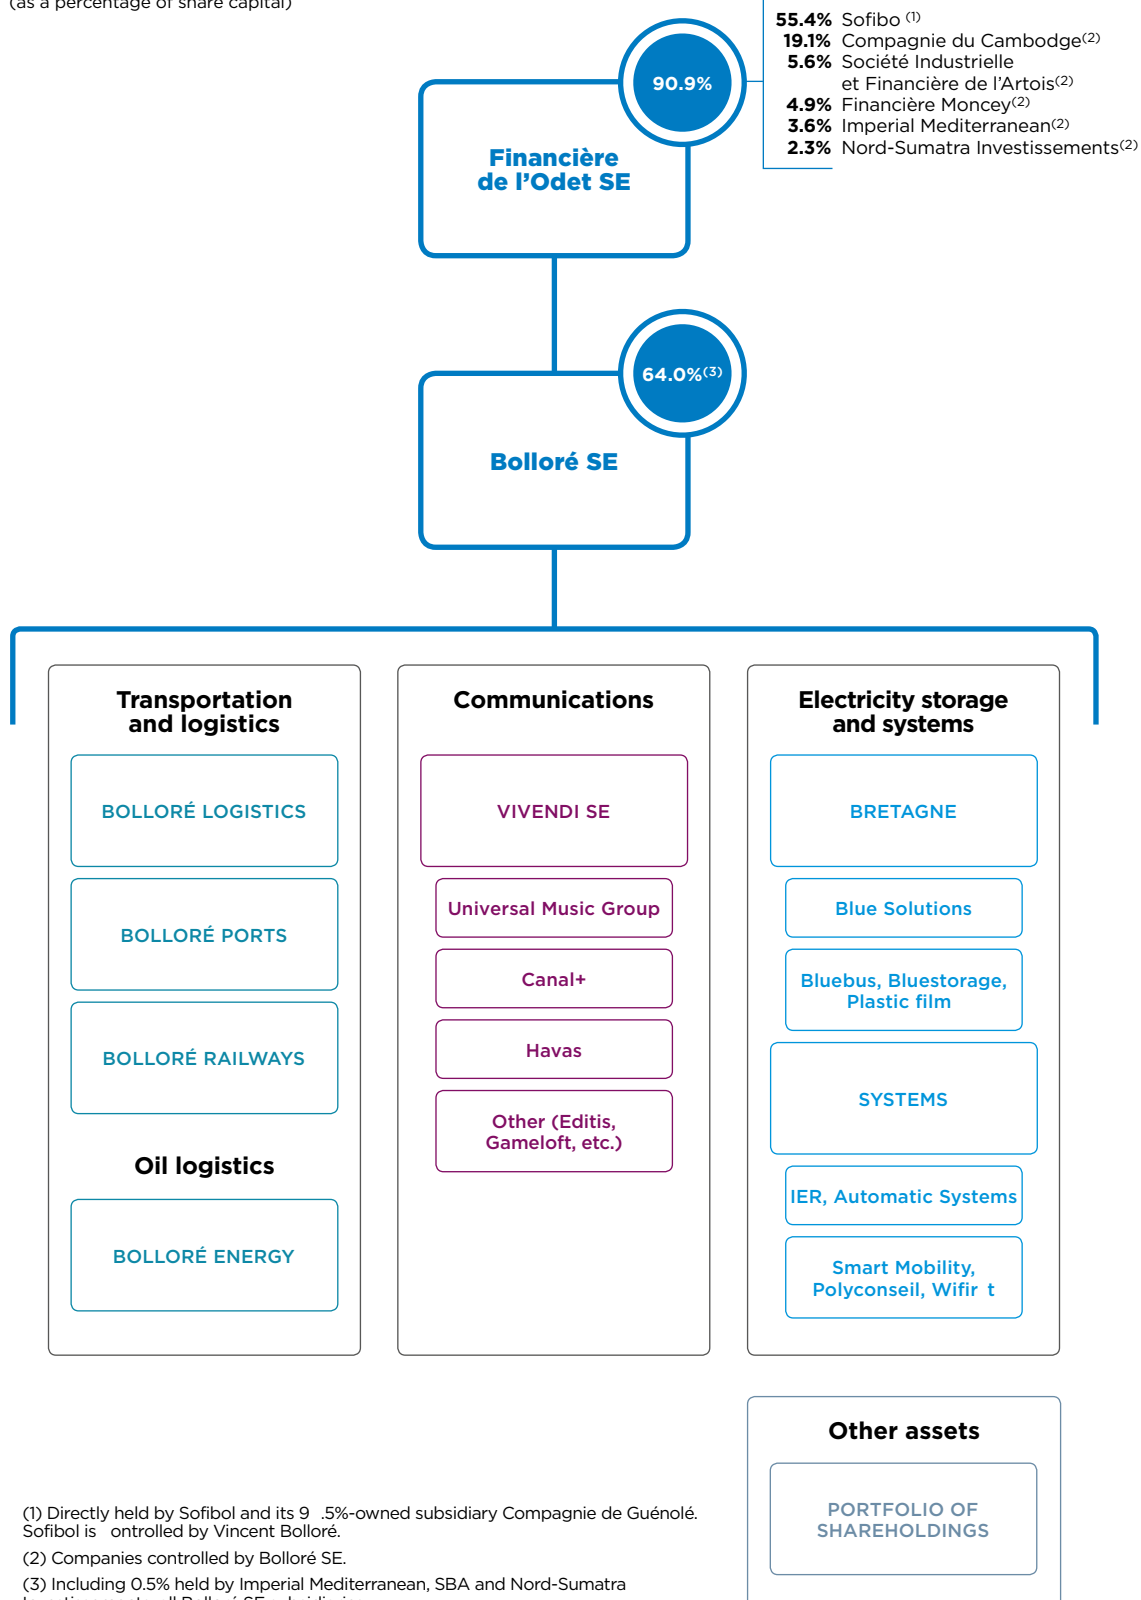 (as a percentage of share capital)
55.4% Sofibo (1)
19.1% Compagnie du Cambodge(2)
5.6% Société Industrielle
et Financière de l'Artois(2)
4.9% Financière Moncey(2)
3.6% Imperial Mediterranean(2)
2.3% Nord-Sumatra Investissements(2)
90.9%
Financière
de l'Odet SE
64.0%(3)
Bolloré SE
Transportation
and logistics
BOLLORÉ LOGISTICS
BOLLORÉ PORTS
BOLLORÉ RAILWAYS
Oil logistics
BOLLORÉ ENERGY
Communications
VIVENDI SE
Universal Music Group
Canal+
Havas
Other (Editis,
Gameloft, etc.)
Electricity storage
and systems
BRETAGNE
Blue Solutions
Bluebus, Bluestorage,
Plastic film
SYSTEMS
IER, Automatic Systems
Smart Mobility,
Polyconseil, Wifir t
Other assets
PORTFOLIO OF
SHAREHOLDINGS
(1) Directly held by Sofibol and its 9 .5%-owned subsidiary Compagnie de Guénolé.
Sofibol is ontrolled by Vincent Bolloré.
(2) Companies controlled by Bolloré SE.
(3) Including 0.5% held by Imperial Mediterranean, SBA and Nord-Sumatra